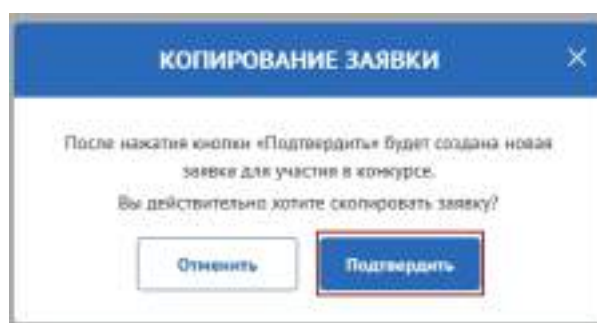 КОПИРОВАНИЕ ЗАЯВКИ
После нажатия кнопки «Подтвердить» будет создана новая
заявка для участия в конкурсе.
Вы действительно хотите скопировать заявку?
Отменить Подтвердить